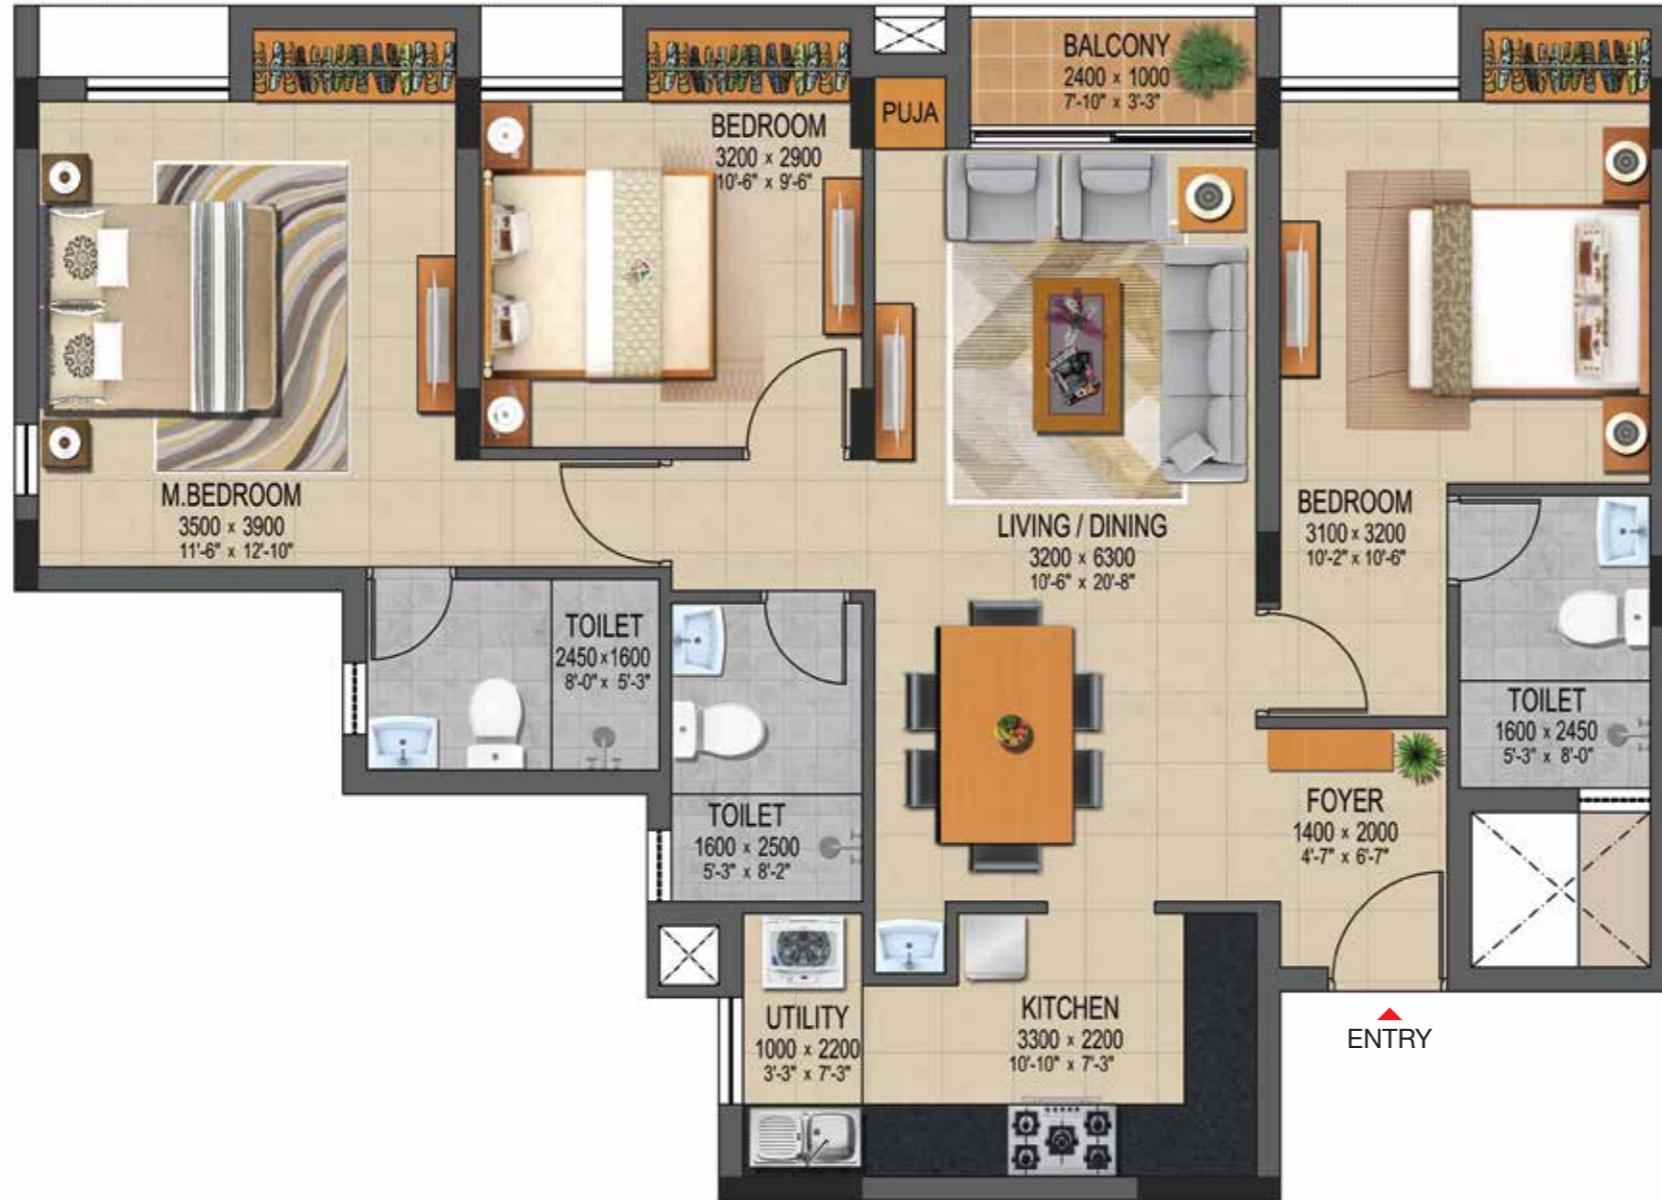 BALCONY
2400 x 1000
7'-10" x 3'-3"
PUJA
BEDROOM
3200 x 2900
10'-6" x 9'-6"
M.BEDROOM
3500 x 3900
11'-6" x 12'-10"
LIVING / DINING
3200 x 6300
10'-6" x 20'-8"
BEDROOM
3100 x 3200
10'-2" x 10'-6"
TOILET
2450 x 1600
8'-0" x 5'-3"
TOILET
1600 x 2450
5'-3" x 8'-0"
TOILET
1600 x 2500
5'-3" x 8'-2"
FOYER
1400 x 2000
4'-7" x 6'-7"
UTILITY
1000 x 2200
3'-3" x 7'-3"
KITCHEN
3300 x 2200
10'-10" x 7'-3"
ENTRY